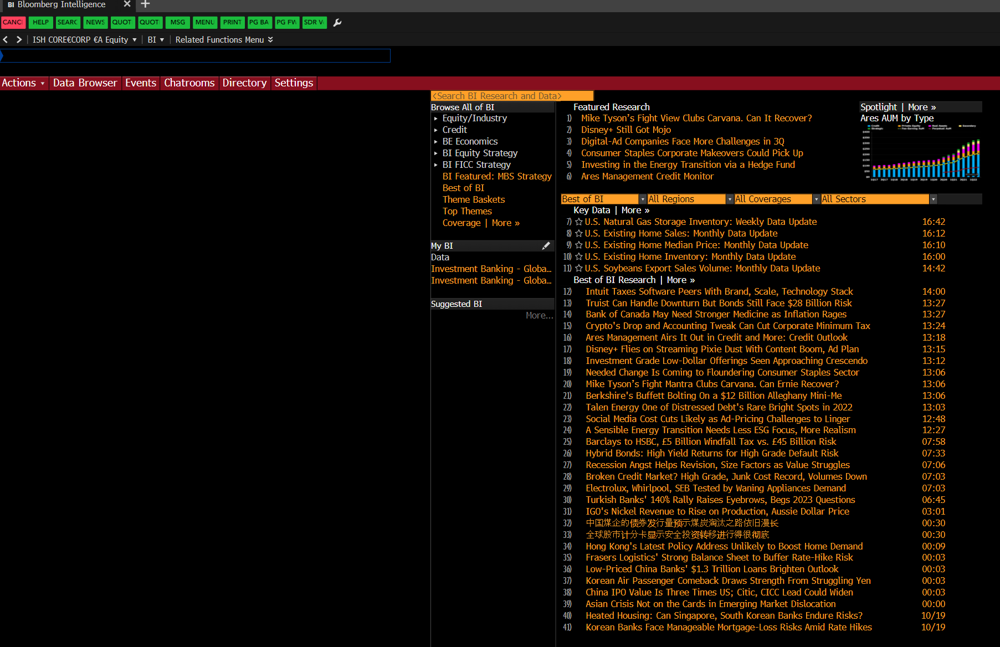 BI Bloomberg Intelligence
CANC HELP SEARC NEWS QUOT QUOT MSG MENU PRINT PG BA PG FW SDR V
ISH CORE€CORP €A Equity BI Related Functions Menu
Actions Data Browser Events Chatrooms Directory Settings
<Search BI Research and Data>
Browse All of BI
Equity/Industry
Credit
BE Economics
BI Equity Strategy
BI FICC Strategy
BI Featured: MBS Strategy
Best of BI
Theme Baskets
Top Themes
Coverage | More »
My BI
Data
Investment Banking - Globa...
Investment Banking - Globa...
Suggested BI
More...
Featured Research
1) Mike Tyson's Fight View Clubs Carvana. Can It Recover?
2) Disney+ Still Got Mojo
3) Digital-Ad Companies Face More Challenges in 3Q
4) Consumer Staples Corporate Makeovers Could Pick Up
5) Investing in the Energy Transition via a Hedge Fund
6) Ares Management Credit Monitor
Spotlight | More »
Ares AUM by Type
Credit Private Equity Real Assets Secondary
Strategic Fee-Earning AUM Perpetual AUM
Best of BI All Regions All Coverages All Sectors
Key Data | More »
7) U.S. Natural Gas Storage Inventory: Weekly Data Update 16:42
8) U.S. Existing Home Sales: Monthly Data Update 16:12
9) U.S. Existing Home Median Price: Monthly Data Update 16:10
10) U.S. Existing Home Inventory: Monthly Data Update 16:00
11) U.S. Soybeans Export Sales Volume: Monthly Data Update 14:42
Best of BI Research | More »
12) Intuit Taxes Software Peers With Brand, Scale, Technology Stack 14:00
13) Truist Can Handle Downturn But Bonds Still Face $28 Billion Risk 13:27
14) Bank of Canada May Need Stronger Medicine as Inflation Rages 13:27
15) Crypto's Drop and Accounting Tweak Can Cut Corporate Minimum Tax 13:24
16) Ares Management Airs It Out in Credit and More: Credit Outlook 13:18
17) Disney+ Flies on Streaming Pixie Dust With Content Boom, Ad Plan 13:15
18) Investment Grade Low-Dollar Offerings Seen Approaching Crescendo 13:12
19) Needed Change Is Coming to Floundering Consumer Staples Sector 13:06
20) Mike Tyson's Fight Mantra Clubs Carvana. Can Ernie Recover? 13:06
21) Berkshire's Buffett Bolting On a $12 Billion Alleghany Mini-Me 13:06
22) Talen Energy One of Distressed Debt's Rare Bright Spots in 2022 13:03
23) Social Media Cost Cuts Likely as Ad-Pricing Challenges to Linger 12:48
24) A Sensible Energy Transition Needs Less ESG Focus, More Realism 12:27
25) Barclays to HSBC, £5 Billion Windfall Tax vs. £45 Billion Risk 07:58
26) Hybrid Bonds: High Yield Returns for High Grade Default Risk 07:33
27) Recession Angst Helps Revision, Size Factors as Value Struggles 07:06
28) Broken Credit Market? High Grade, Junk Cost Record, Volumes Down 07:03
29) Electrolux, Whirlpool, SEB Tested by Waning Appliances Demand 07:03
30) Turkish Banks' 140% Rally Raises Eyebrows, Begs 2023 Questions 06:45
31) IGO's Nickel Revenue to Rise on Production, Aussie Dollar Price 03:01
32) 中国煤企的债券发行量预示煤炭淘汰之路依旧漫长 00:30
33) 全球股市计分卡显示安全投资转移进行得很彻底 00:30
34) Hong Kong's Latest Policy Address Unlikely to Boost Home Demand 00:09
35) Frasers Logistics' Strong Balance Sheet to Buffer Rate-Hike Risk 00:03
36) Low-Priced China Banks' $1.3 Trillion Loans Brighten Outlook 00:03
37) Korean Air Passenger Comeback Draws Strength From Struggling Yen 00:03
38) China IPO Value Is Three Times US; Citic, CICC Lead Could Widen 00:03
39) Asian Crisis Not on the Cards in Emerging Market Dislocation 00:00
40) Heated Housing: Can Singapore, South Korean Banks Endure Risks? 10/19
41) Korean Banks Face Manageable Mortgage-Loss Risks Amid Rate Hikes 10/19